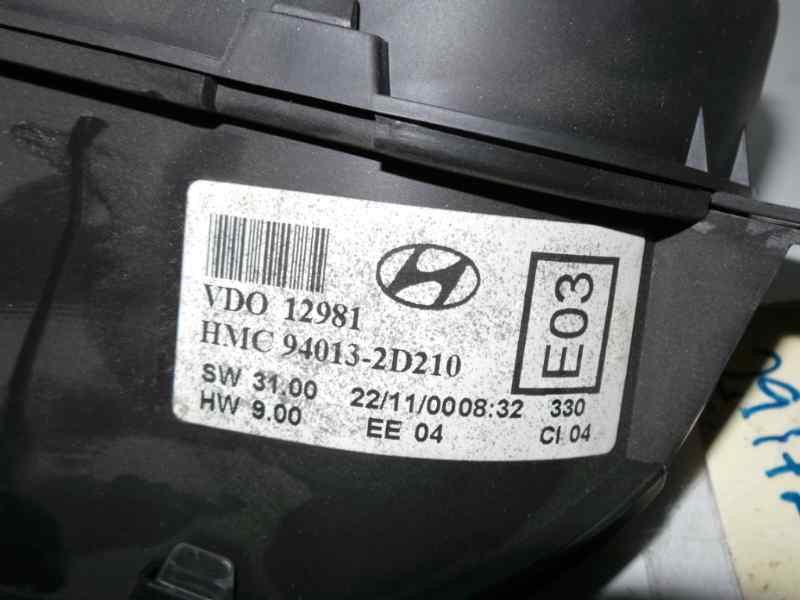 VDO 12981
HMC 94013-2D210
SW 31.00
HW 9.00
22/11/00 08:32
EE 04
E03
330
CI 04